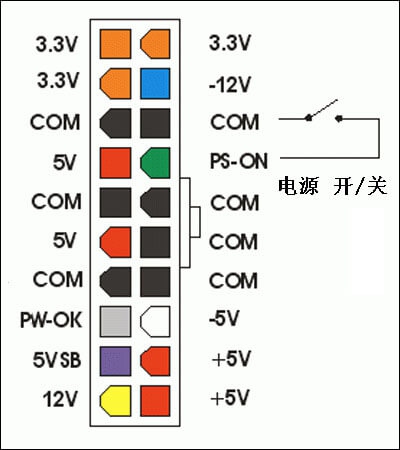 3.3V 3.3V
3.3V -12V
COM COM
5V PS-ON
电源 开/关
COM COM
5V COM
COM COM
PW-OK -5V
5VSB +5V
12V +5V